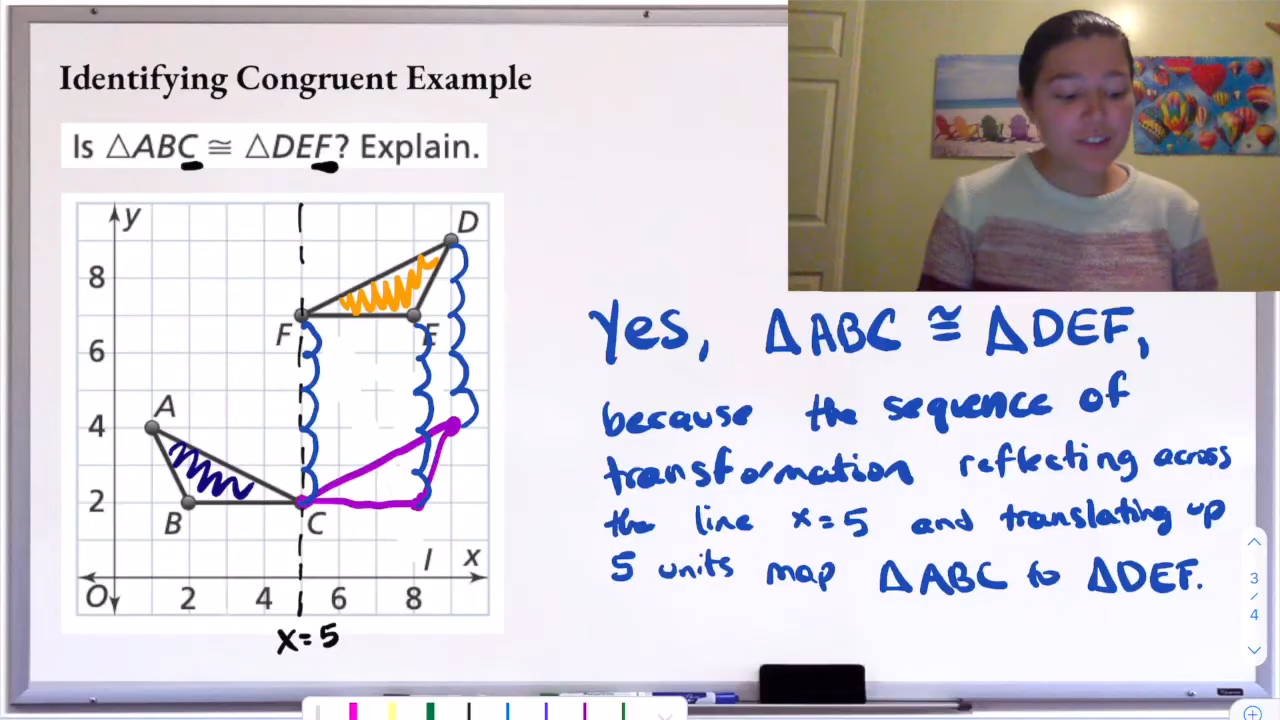 Identifying Congruent Example
Is △ABC ≅ △DEF? Explain.
y
D
8
F
E
6
A
4
2
B
C
l
x
O
2
4
6
8
x=5
Yes, △ABC ≅ △DEF,
because the sequence of
transformation reflecting across
the line x=5 and translating up
5 units map △ABC to △DEF.
3
/
4